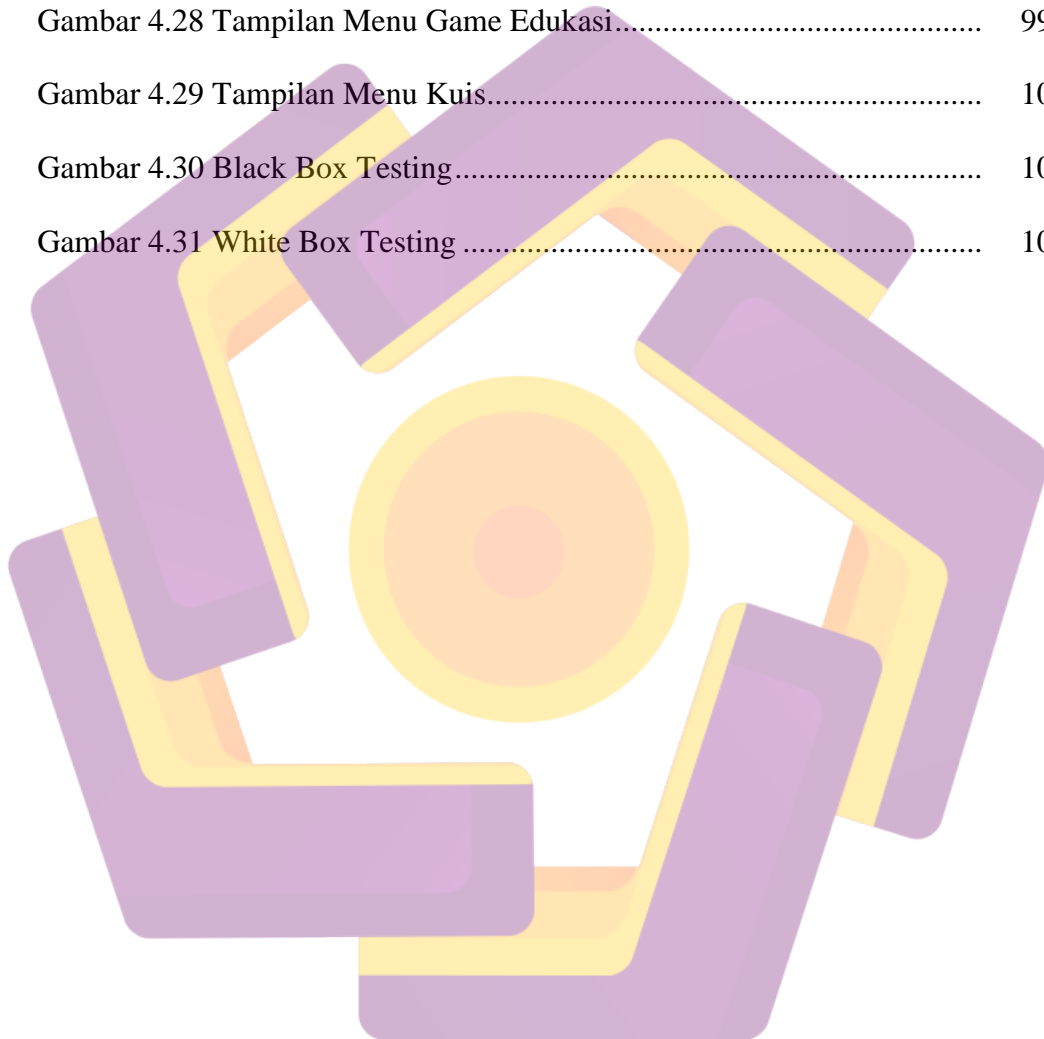 Gambar 4.28 Tampilan Menu Game Edukasi.............................................. 99
Gambar 4.29 Tampilan Menu Kuis.............................................................. 10
Gambar 4.30 Black Box Testing.................................................................. 10
Gambar 4.31 White Box Testing ................................................................. 10